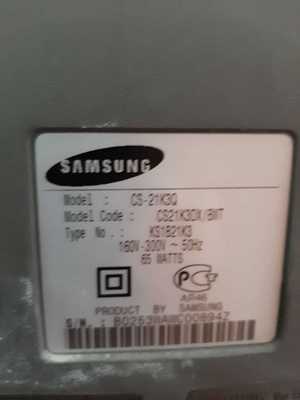 SAMSUNG
Model : CS-21K3Q
Model Code : CS21K3QX/BWT
Type No. : KS1B21K3
160V-300V ~ 50Hz
65 WATTS
AЯ46
PRODUCT BY SAMSUNG
S/N. :